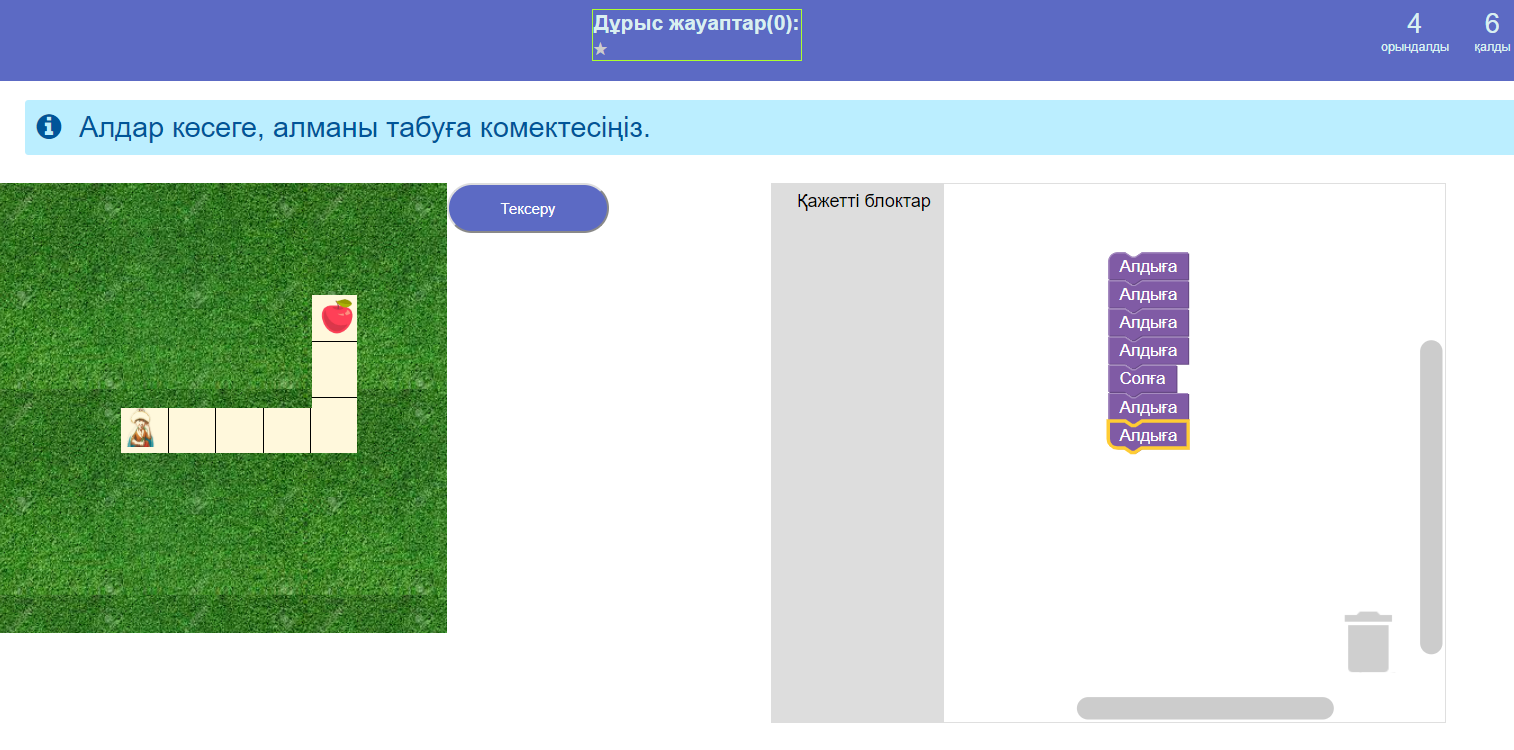 Дұрыс жауаптар(0):
4
орындалды
6
қалды
Алдар көсеге, алманы табуға комектесіңіз.
Тексеру
Қажетті блоктар
Алдыға
Алдыға
Алдыға
Алдыға
Солға
Алдыға
Алдыға